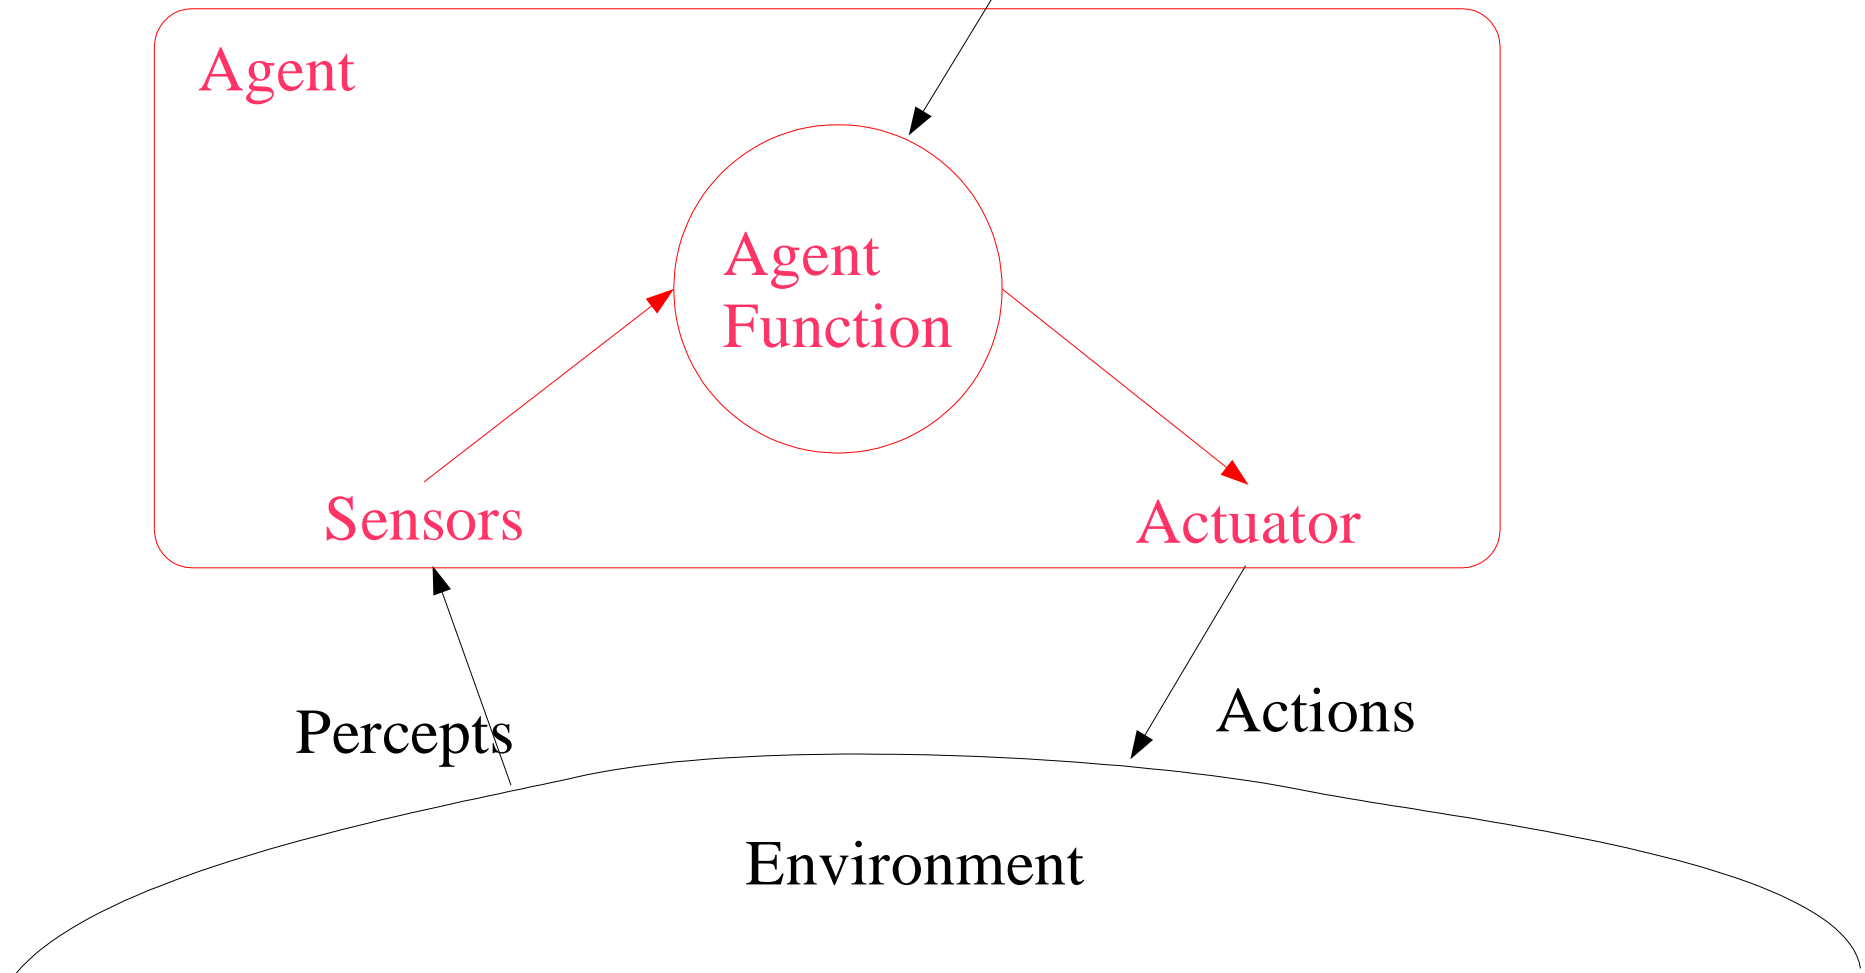 Agent
Agent
Function
Sensors
Actuator
Percepts
Actions
Environment